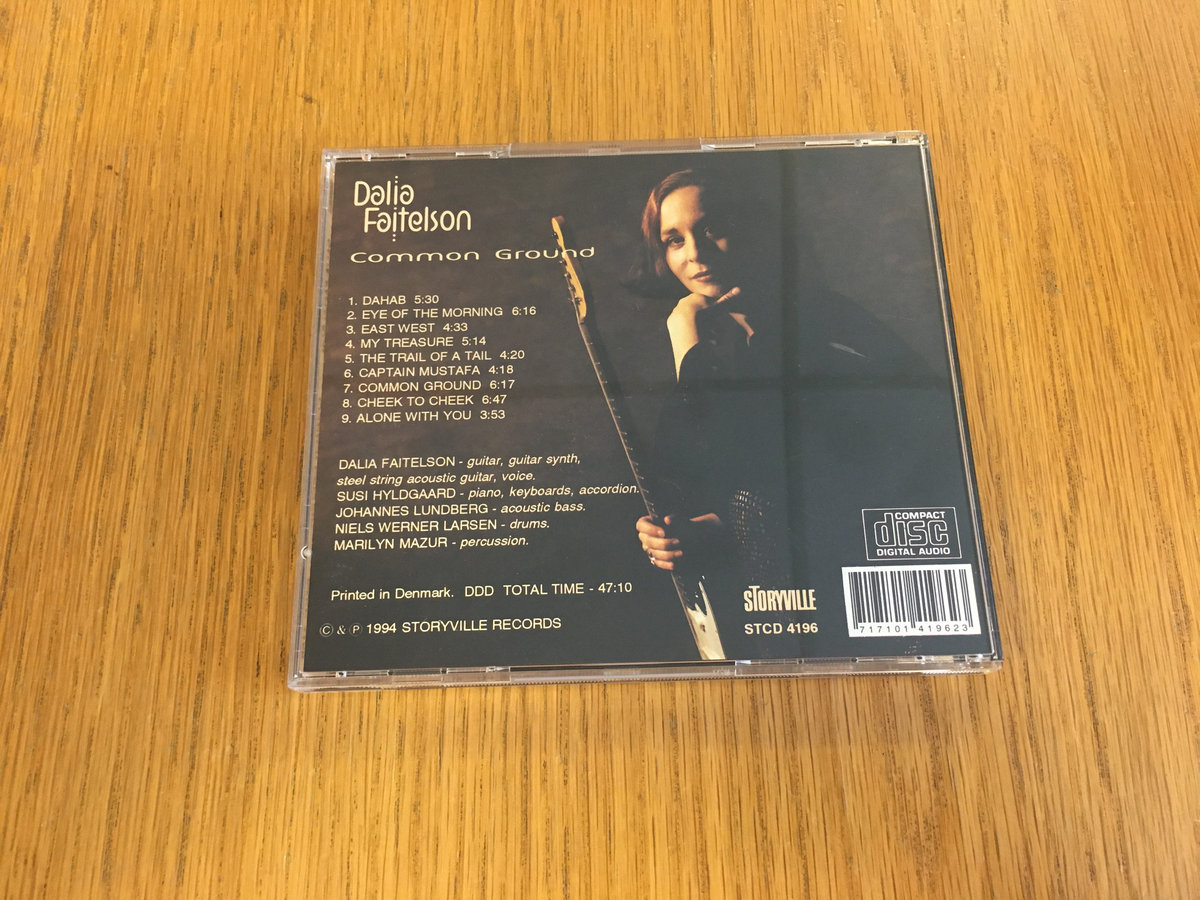 Dalia
Faitelson
Common Ground
1. DAHAB 5:30
2. EYE OF THE MORNING 6:16
3. EAST WEST 4:33
4. MY TREASURE 5:14
5. THE TRAIL OF A TAIL 4:20
6. CAPTAIN MUSTAFA 4:18
7. COMMON GROUND 6:17
8. CHEEK TO CHEEK 6:47
9. ALONE WITH YOU 3:53
DALIA FAITELSON - guitar, guitar synth,
steel string acoustic guitar, voice.
SUSI HYLDGAARD - piano, keyboards, accordion.
JOHANNES LUNDBERG - acoustic bass.
NIELS WERNER LARSEN - drums.
MARILYN MAZUR - percussion.
Printed in Denmark. DDD TOTAL TIME - 47:10
© & ℗ 1994 STORYVILLE RECORDS
STORYVILLE
STCD 4196
COMPACT
disc
DIGITAL AUDIO
7 17101 41962 3